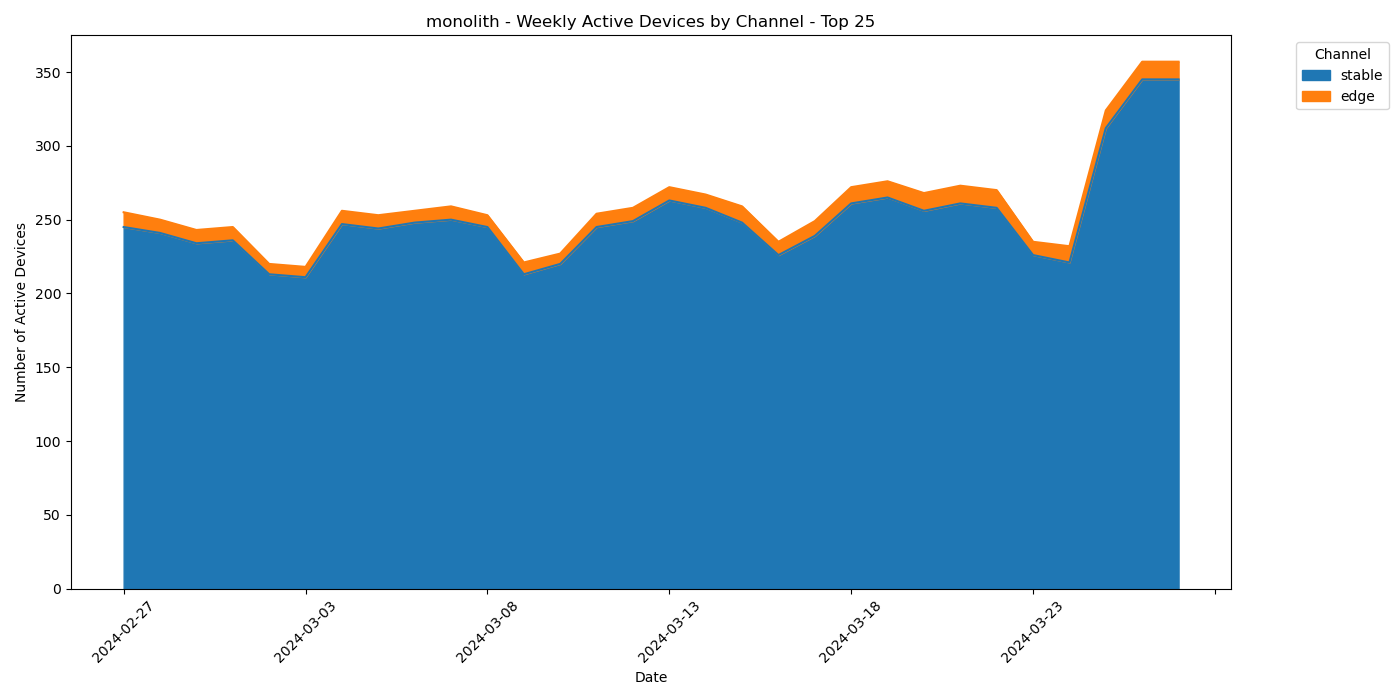 monolith - Weekly Active Devices by Channel - Top 25
Channel
stable
edge
Number of Active Devices
350
300
250
200
150
100
50
0
2024-02-27
2024-03-03
2024-03-08
2024-03-13
2024-03-18
2024-03-23
Date